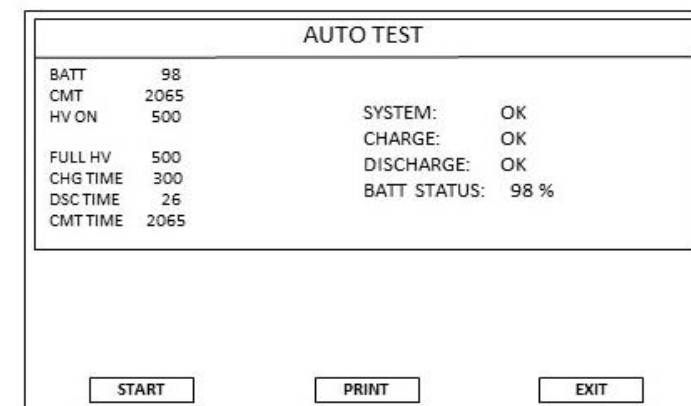 AUTO TEST
BATT 98
CMT 2065
HV ON 500
FULL HV 500
CHG TIME 300
DSC TIME 26
CMT TIME 2065
SYSTEM: OK
CHARGE: OK
DISCHARGE: OK
BATT STATUS: 98 %
START PRINT EXIT